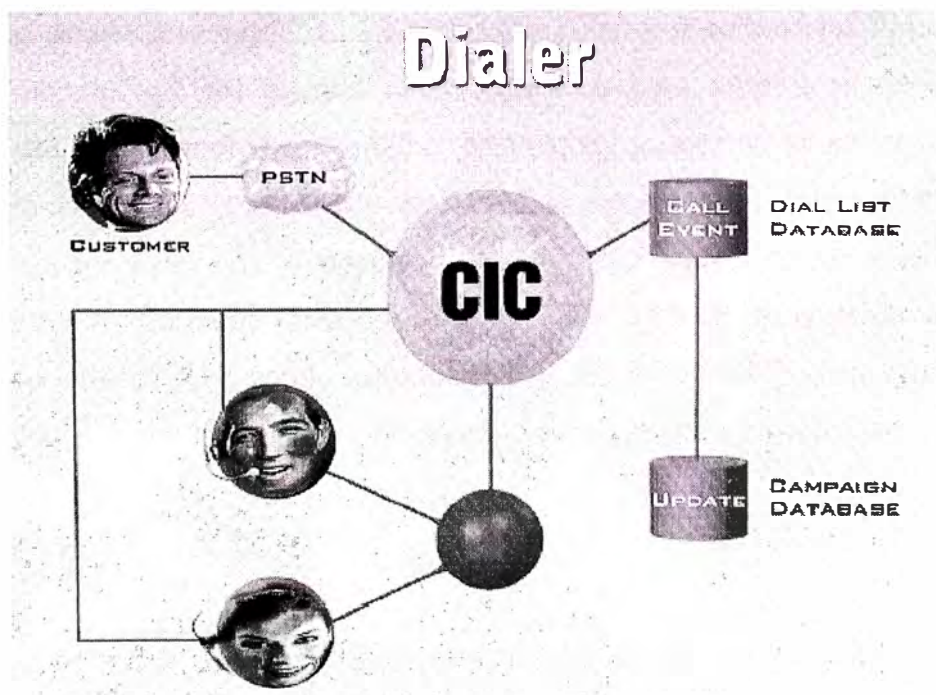 Dialer
PSTN
CUSTOMER
CIC
CALL
EVENT
DIAL LIST
DATABASE
UPDATE
CAMPAIGN
DATABASE